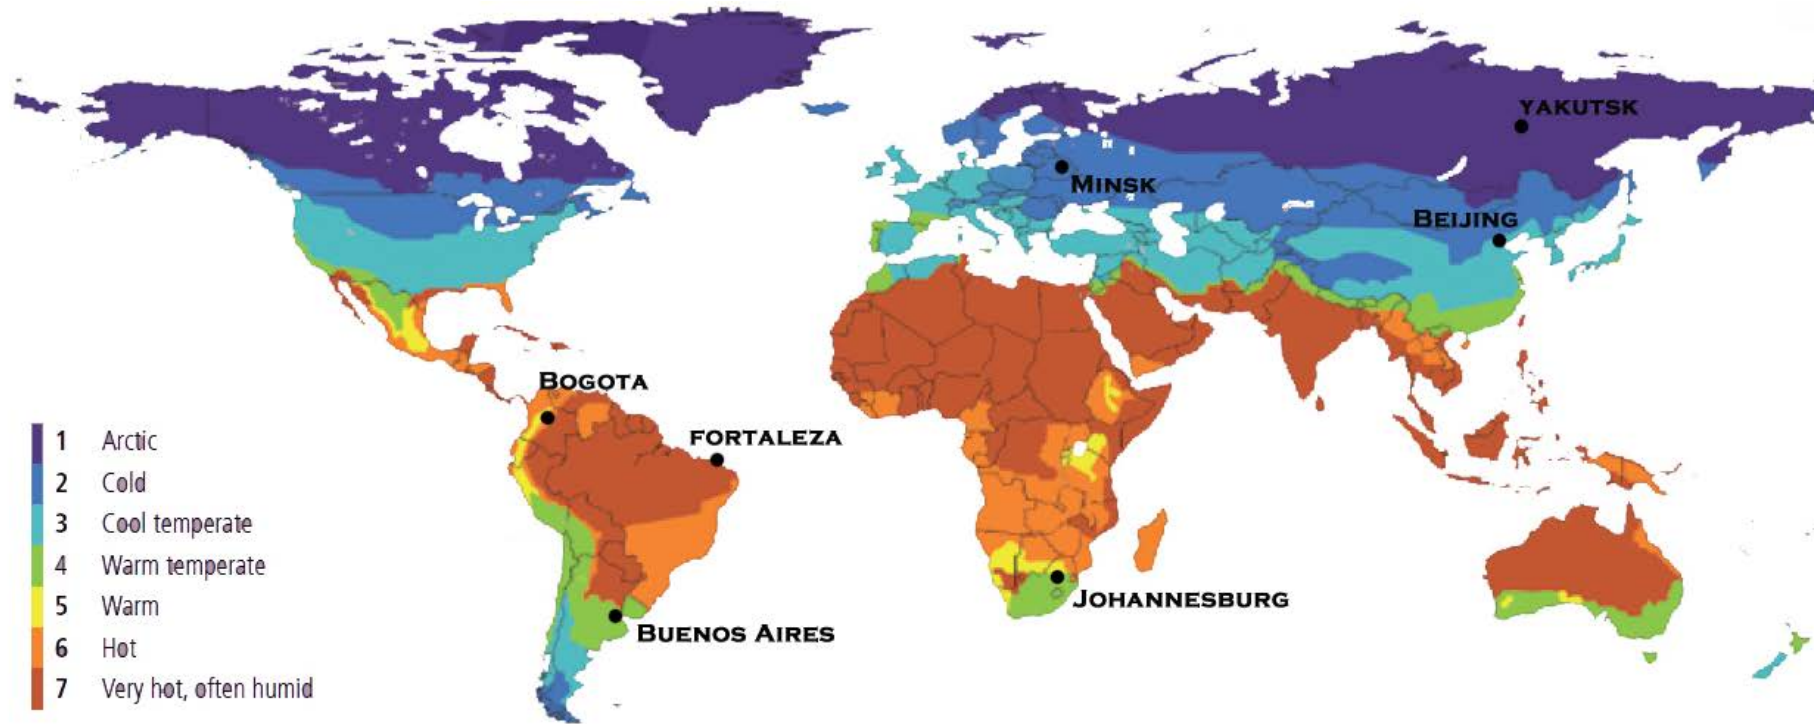 YAKUTSK
MINSK
BEIJING
BOGOTA
FORTALEZA
JOHANNESBURG
BUENOS AIRES
1 Arctic
2 Cold
3 Cool temperate
4 Warm temperate
5 Warm
6 Hot
7 Very hot, often humid